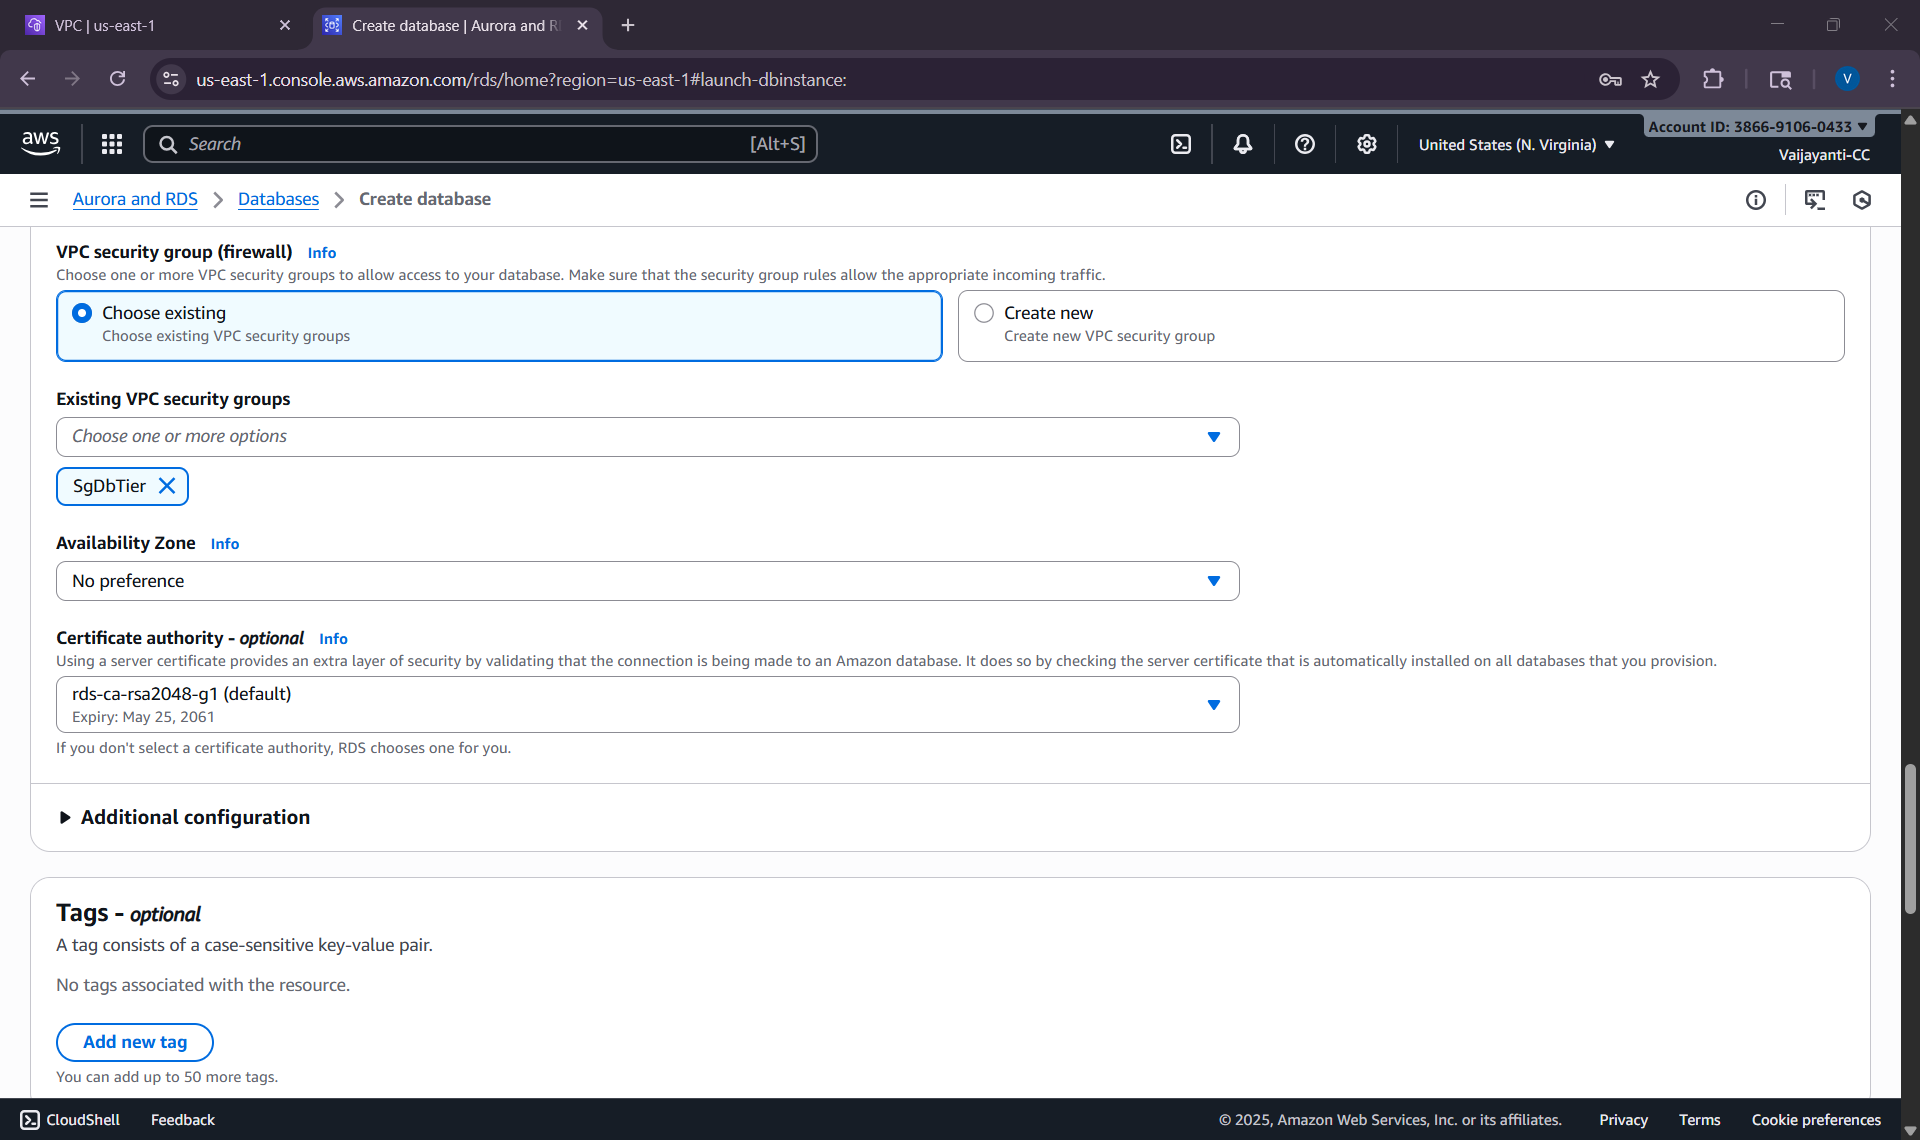 VPC | us-east-1
Create database | Aurora and R
us-east-1.console.aws.amazon.com/rds/home?region=us-east-1#launch-dbinstance:
V
aws
Search
[Alt+S]
United States (N. Virginia)
Account ID: 3866-9106-0433
Vaijayanti-CC
Aurora and RDS
Databases
Create database
VPC security group (firewall) Info
Choose one or more VPC security groups to allow access to your database. Make sure that the security group rules allow the appropriate incoming traffic.
Choose existing
Choose existing VPC security groups
Create new
Create new VPC security group
Existing VPC security groups
Choose one or more options
SgDbTier
Availability Zone Info
No preference
Certificate authority - optional Info
Using a server certificate provides an extra layer of security by validating that the connection is being made to an Amazon database. It does so by checking the server certificate that is automatically installed on all databases that you provision.
rds-ca-rsa2048-g1 (default)
Expiry: May 25, 2061
If you don't select a certificate authority, RDS chooses one for you.
Additional configuration
Tags - optional
A tag consists of a case-sensitive key-value pair.
No tags associated with the resource.
Add new tag
You can add up to 50 more tags.
CloudShell
Feedback
© 2025, Amazon Web Services, Inc. or its affiliates.
Privacy
Terms
Cookie preferences